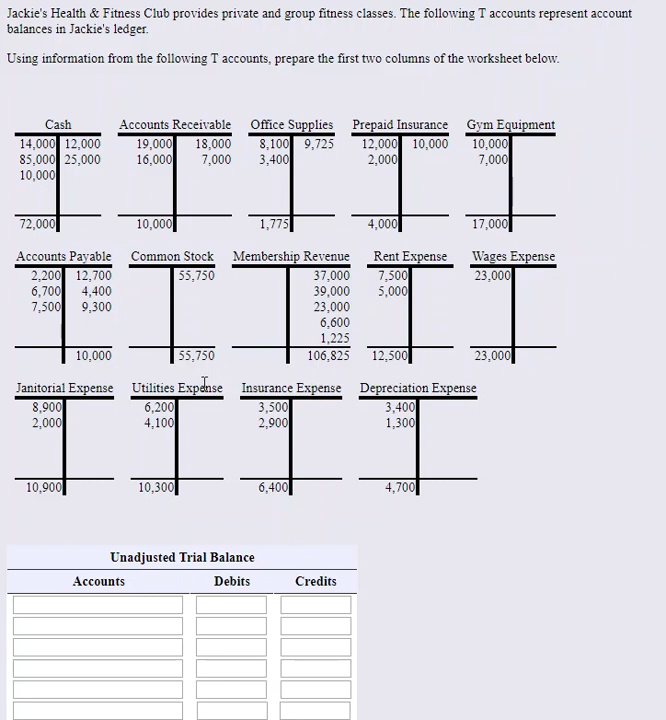 Jackie's Health & Fitness Club provides private and group fitness classes. The following T accounts represent account
balances in Jackie's ledger.
Using information from the following T accounts, prepare the first two columns of the worksheet below.
Cash Accounts Receivable Office Supplies Prepaid Insurance Gym Equipment
14,000 12,000 19,000 18,000 8,100 9,725 12,000 10,000 10,000
85,000 25,000 16,000 7,000 3,400 2,000 7,000
10,000
72,000 10,000 1,775 4,000 17,000
Accounts Payable Common Stock Membership Revenue Rent Expense Wages Expense
2,200 12,700 55,750 37,000 7,500 23,000
6,700 4,400 39,000 5,000
7,500 9,300 23,000
6,600
1,225
10,000 55,750 106,825 12,500 23,000
Janitorial Expense Utilities Expense Insurance Expense Depreciation Expense
8,900 6,200 3,500 3,400
2,000 4,100 2,900 1,300
10,900 10,300 6,400 4,700
Unadjusted Trial Balance
Accounts Debits Credits